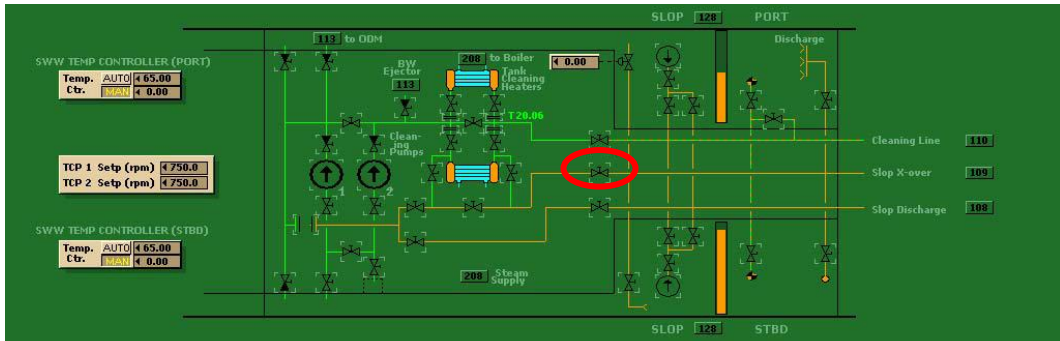 SLOP 128 PORT
113 to ODM
Discharge
SWW TEMP CONTROLLER (PORT)
Temp. AUTO 65.00
Ctr. MAN 0.00
BW
Ejector
113
208 to Boiler
0.00
Tank
Cleaning
Heaters
T20.06
Clean-
ing
Pumps
Cleaning Line 110
TCP 1 Setp (rpm) 750.0
TCP 2 Setp (rpm) 750.0
1
2
Slop X-over 109
Slop Discharge 108
SWW TEMP CONTROLLER (STBD)
Temp. AUTO 65.00
Ctr. MAN 0.00
208 Steam
Supply
SLOP 128 STBD